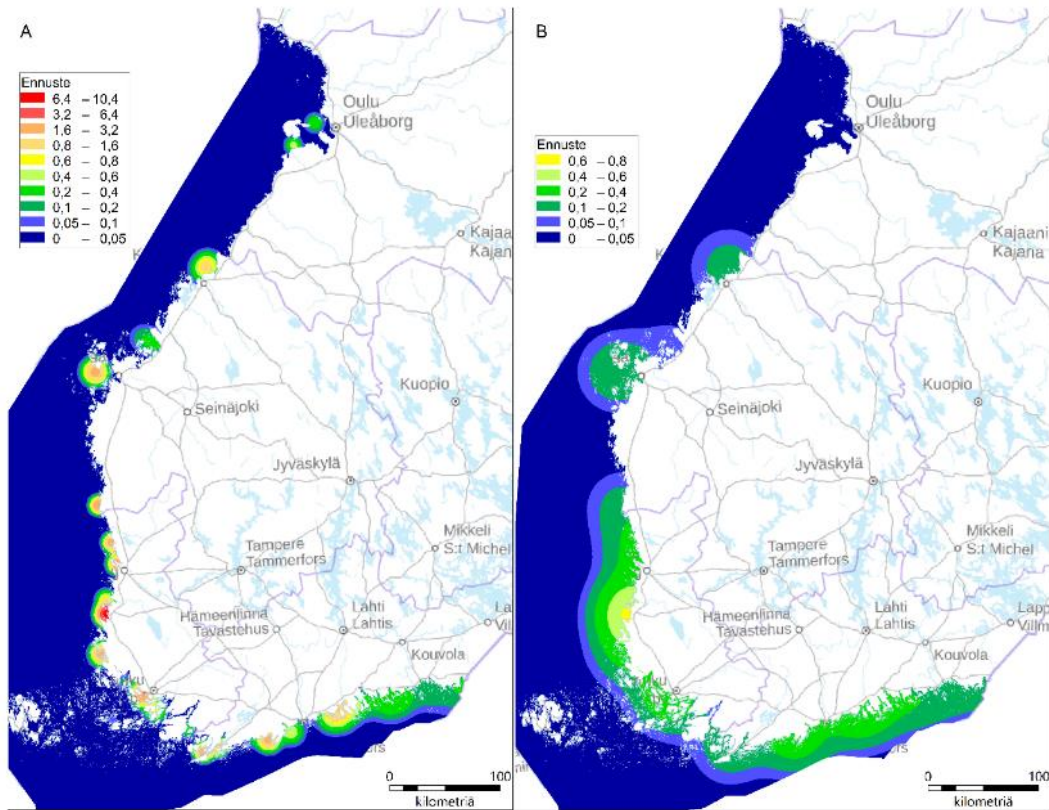 A
Ennuste
6,4 – 10,4
3,2 – 6,4
1,6 – 3,2
0,8 – 1,6
0,6 – 0,8
0,4 – 0,6
0,2 – 0,4
0,1 – 0,2
0,05 – 0,1
0 – 0,05
Oulu
Uleåborg
Kajaani
Kajana
Kuopio
Seinäjoki
Jyväskylä
Mikkeli
S:t Michel
Tampere
Tammerfors
Hämeenlinna
Tavastehus
Lahti
Lahtis
Kouvola
0 100
kilometriä
B
Ennuste
0,6 – 0,8
0,4 – 0,6
0,2 – 0,4
0,1 – 0,2
0,05 – 0,1
0 – 0,05
Oulu
Uleåborg
Kajaani
Kajana
Kuopio
Seinäjoki
Jyväskylä
Mikkeli
S:t Michel
Tampere
Tammerfors
Hämeenlinna
Tavastehus
Lahti
Lahtis
Lapp
Villm
Kouvola
0 100
kilometriä